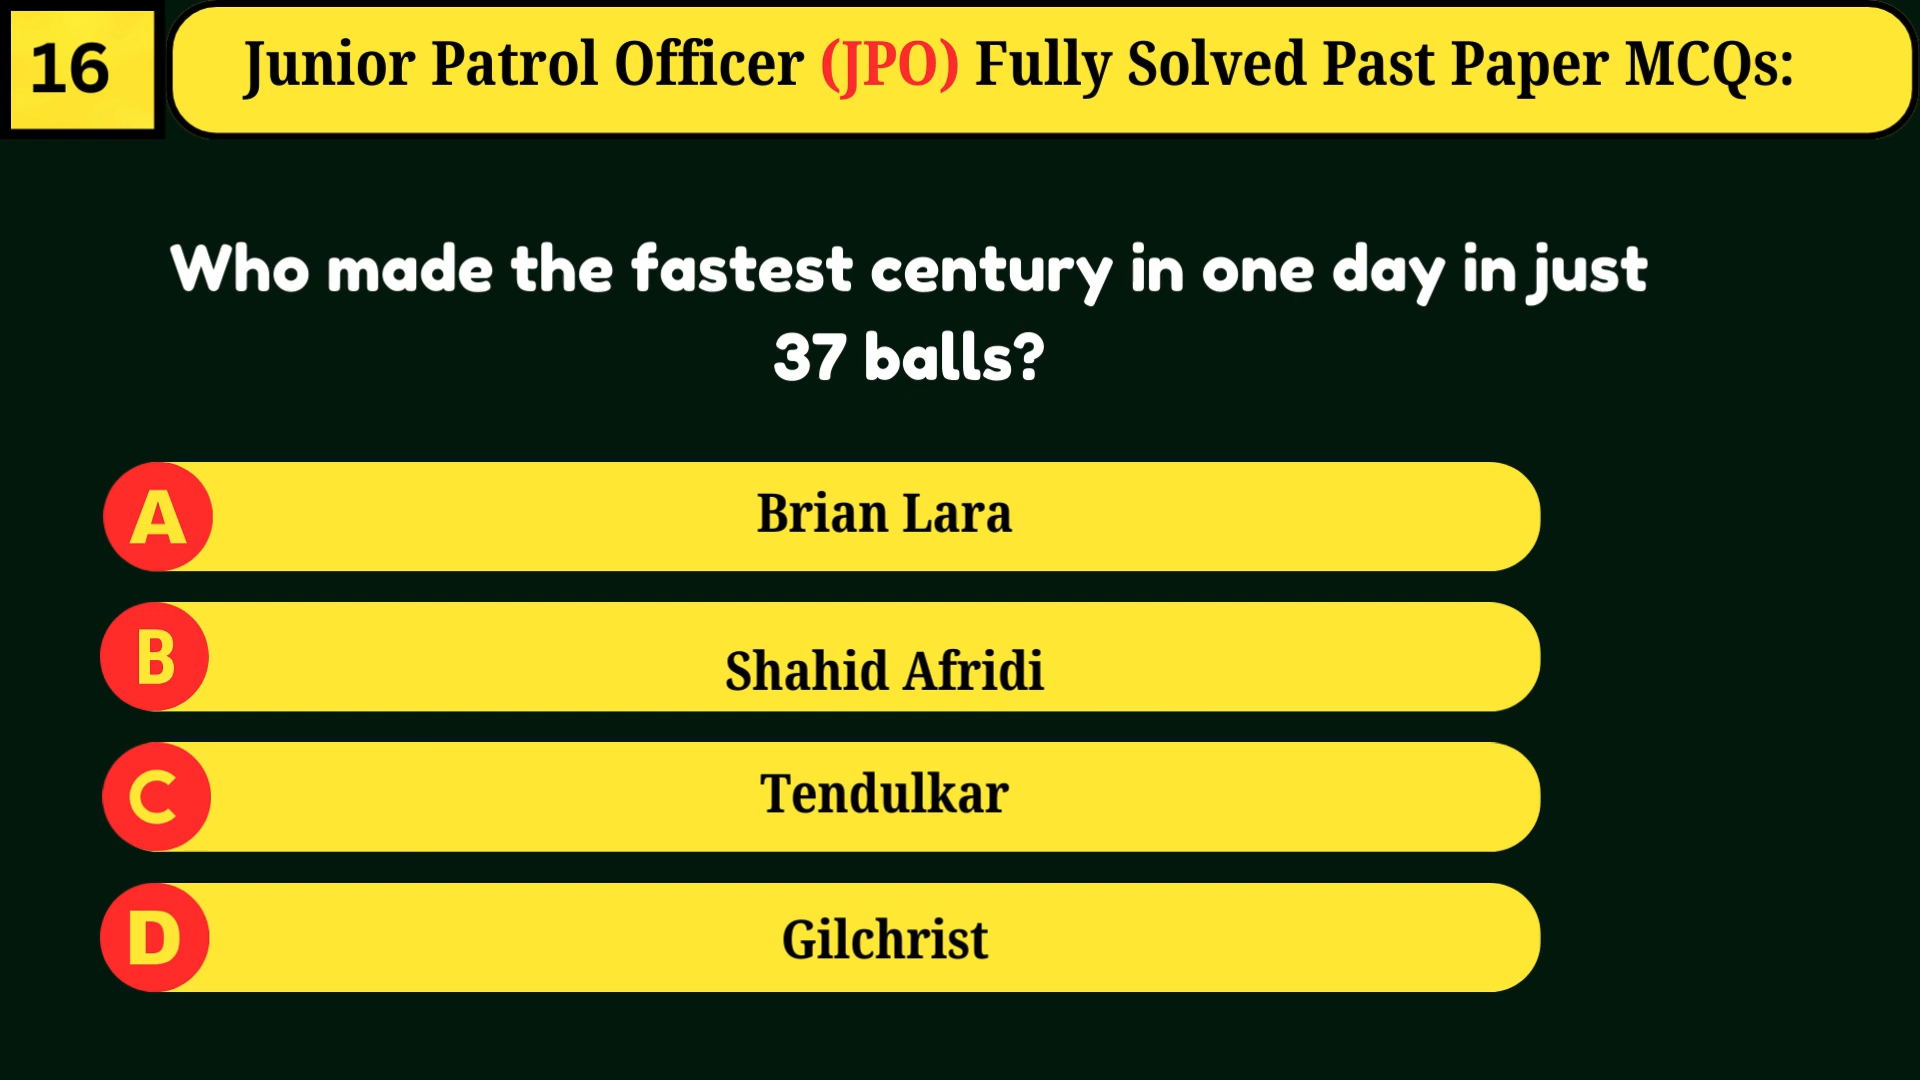 16
Junior Patrol Officer (JPO) Fully Solved Past Paper MCQs:
Who made the fastest century in one day in just
37 balls?
A Brian Lara
B Shahid Afridi
C Tendulkar
D Gilchrist